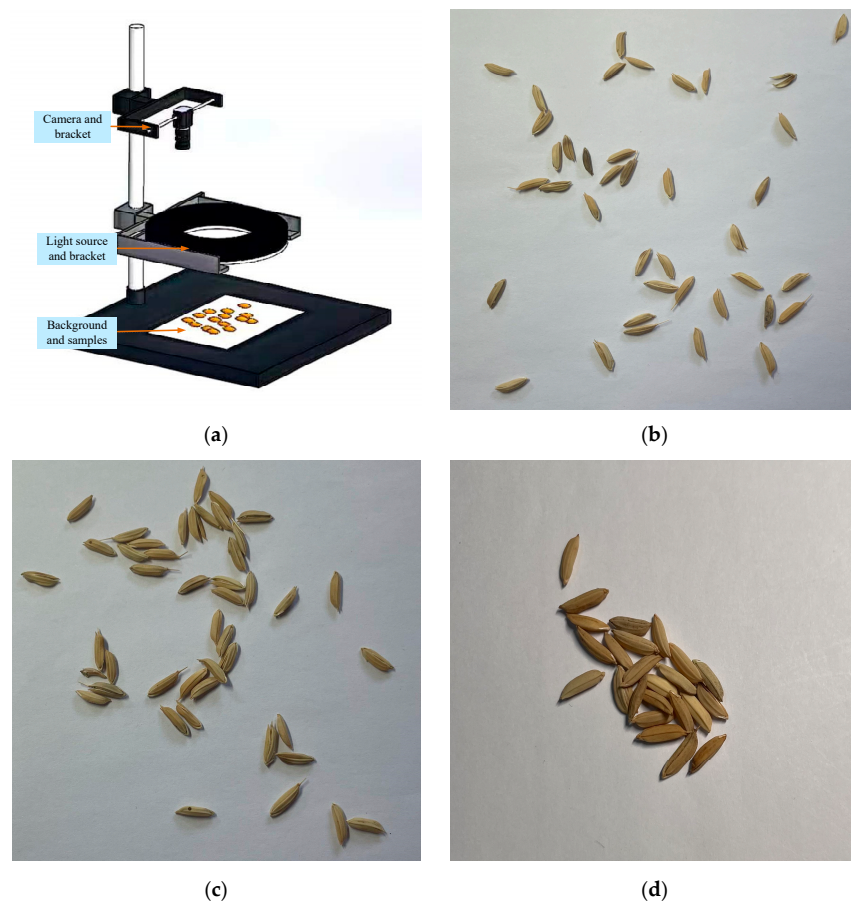 Camera and
bracket
Light source
and bracket
Background
and samples
(a)
(b)
(c)
(d)